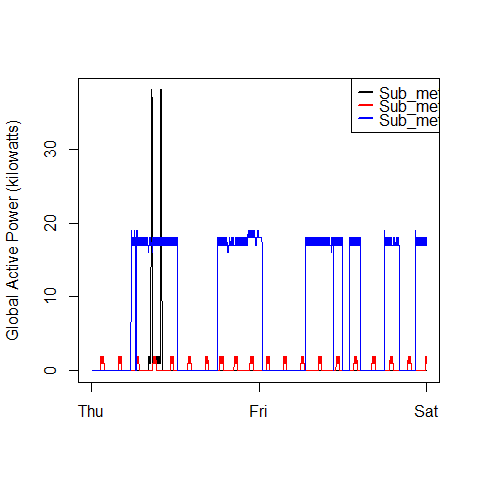 Sub_me
Sub_me
Sub_me
Global Active Power (kilowatts)
30
20
10
0
Thu Fri Sat